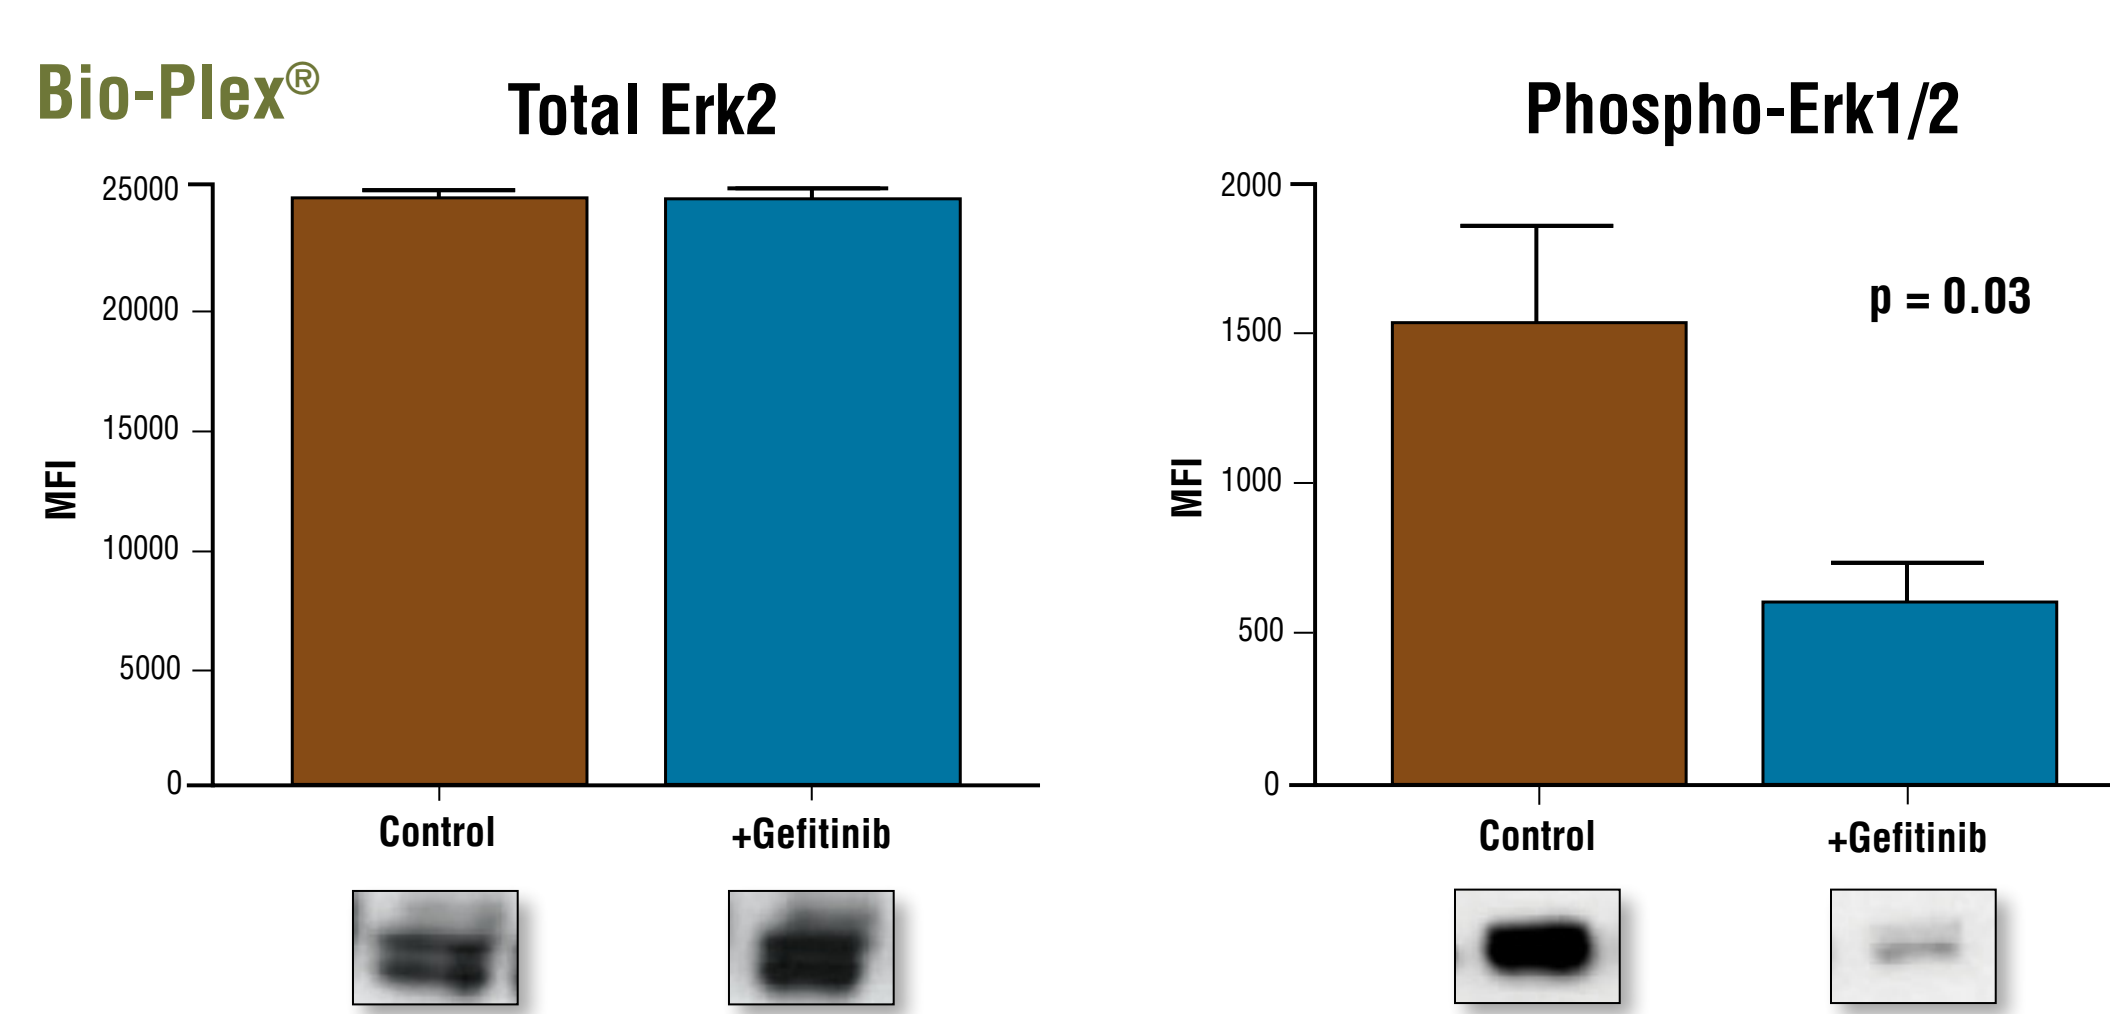 Bio-Plex®
Total Erk2
25000
20000
15000
10000
5000
0
MFI
Control
+Gefitinib
Phospho-Erk1/2
2000
1500
1000
500
0
MFI
p = 0.03
Control
+Gefitinib